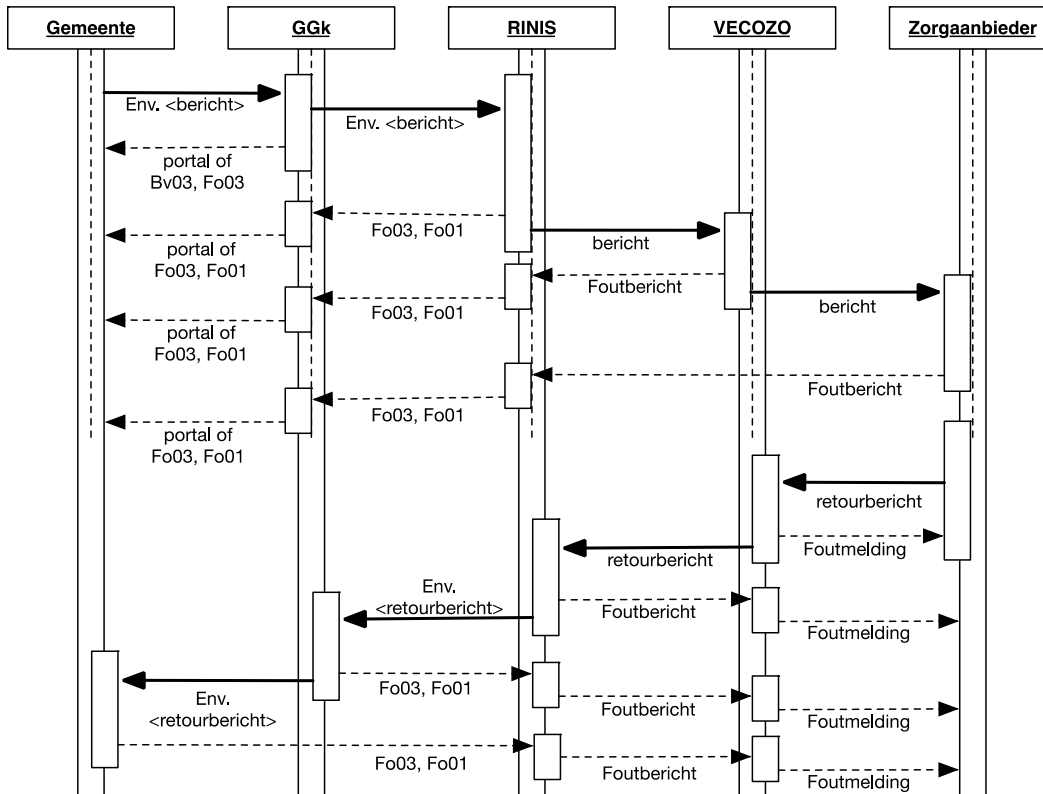 Gemeente
GGk
RINIS
VECOZO
Zorgaanbieder
Env. <bericht>
Env. <bericht>
portal of
Bv03, Fo03
Fo03, Fo01
bericht
portal of
Fo03, Fo01
Foutbericht
Fo03, Fo01
bericht
portal of
Fo03, Fo01
Foutbericht
Fo03, Fo01
portal of
Fo03, Fo01
retourbericht
Foutmelding
retourbericht
Env.
<retourbericht>
Foutbericht
Foutmelding
Fo03, Fo01
Env.
<retourbericht>
Foutbericht
Foutmelding
Fo03, Fo01
Foutbericht
Foutmelding